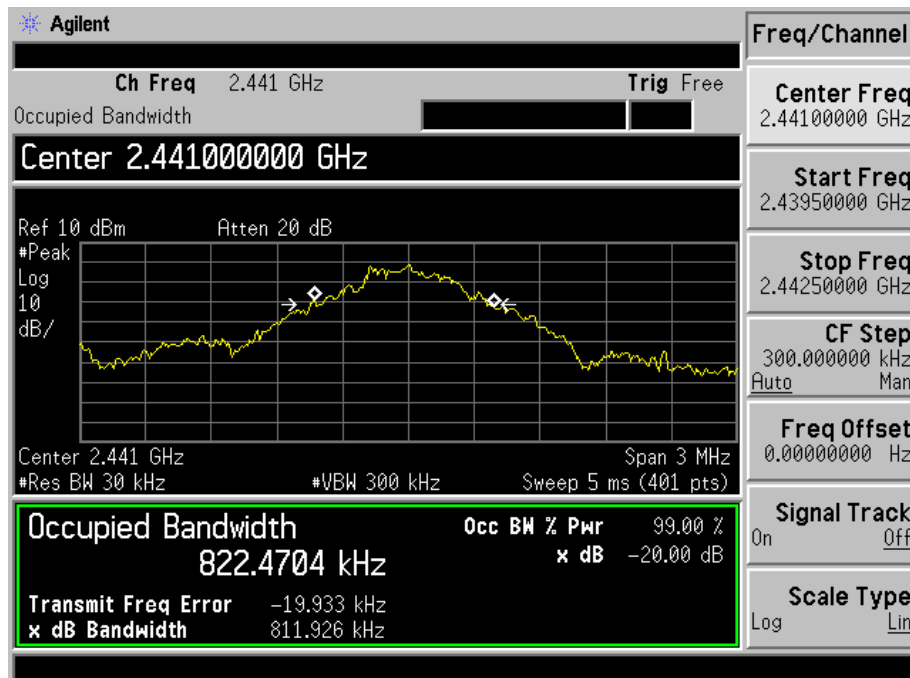 Agilent
Freq/Channel
Ch Freq 2.441 GHz Trig Free
Occupied Bandwidth
Center 2.441000000 GHz
Ref 10 dBm Atten 20 dB
#Peak
Log
10
dB/
Center 2.441 GHz Span 3 MHz
#Res BW 30 kHz #VBW 300 kHz Sweep 5 ms (401 pts)
Occupied Bandwidth Occ BW % Pwr 99.00 %
822.4704 kHz x dB -20.00 dB
Transmit Freq Error -19.933 kHz
x dB Bandwidth 811.926 kHz
Center Freq
2.44100000 GHz
Start Freq
2.43950000 GHz
Stop Freq
2.44250000 GHz
CF Step
300.000000 kHz
Auto Man
Freq Offset
0.00000000 Hz
Signal Track
On Off
Scale Type
Log Lin